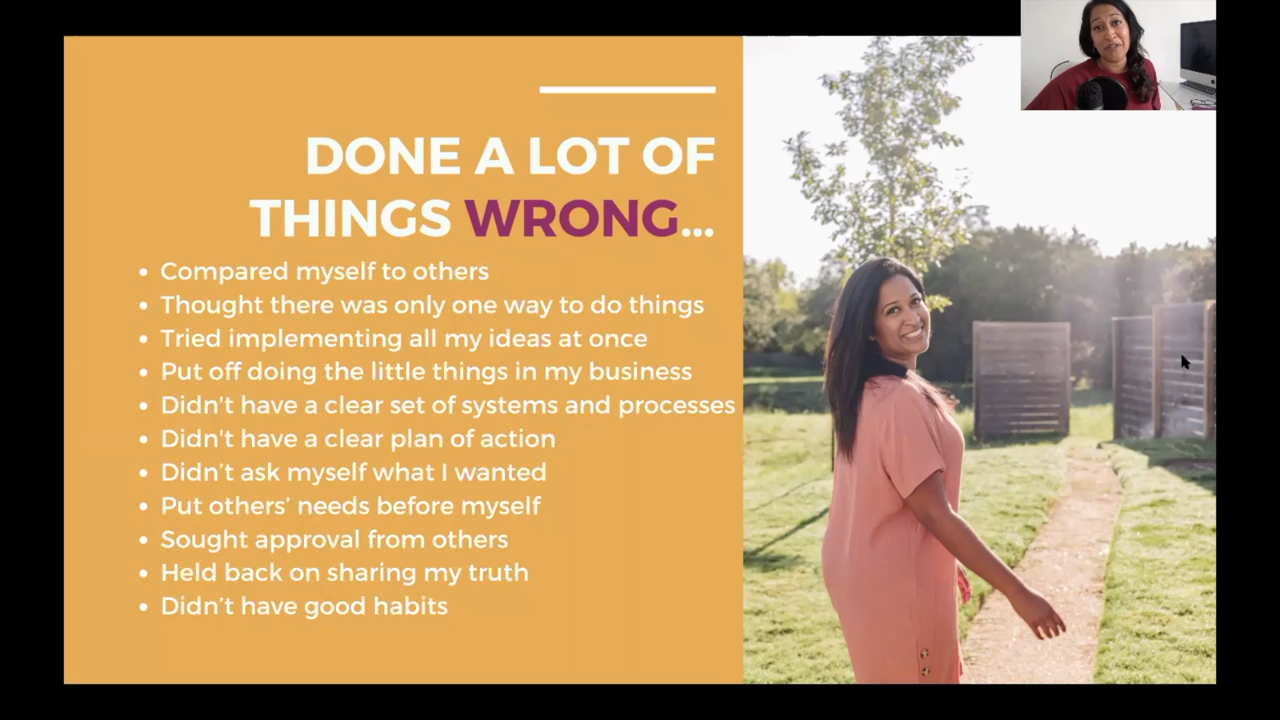 DONE A LOT OF
THINGS WRONG...
• Compared myself to others
• Thought there was only one way to do things
• Tried implementing all my ideas at once
• Put off doing the little things in my business
• Didn't have a clear set of systems and processes
• Didn't have a clear plan of action
• Didn’t ask myself what I wanted
• Put others’ needs before myself
• Sought approval from others
• Held back on sharing my truth
• Didn’t have good habits